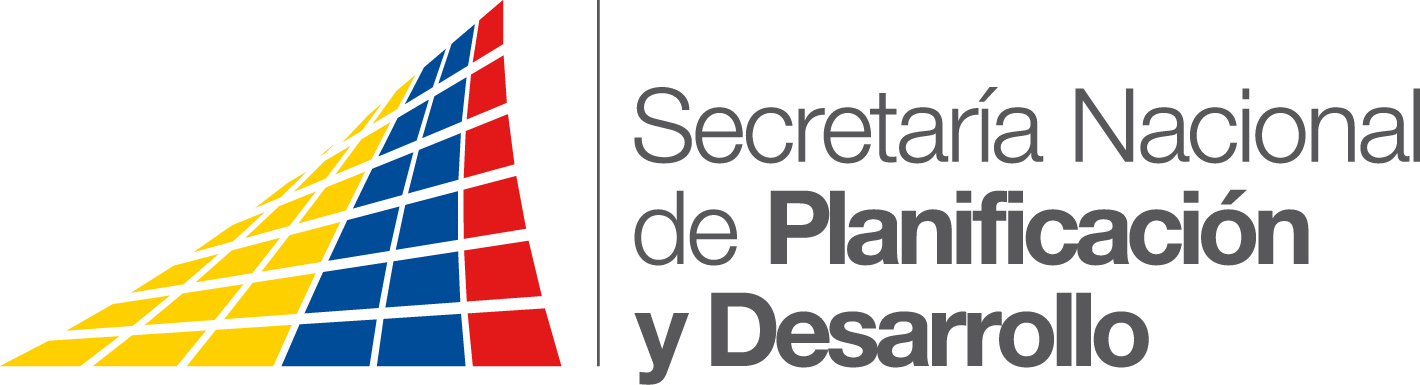 Secretaría Nacional
de Planificación
y Desarrollo